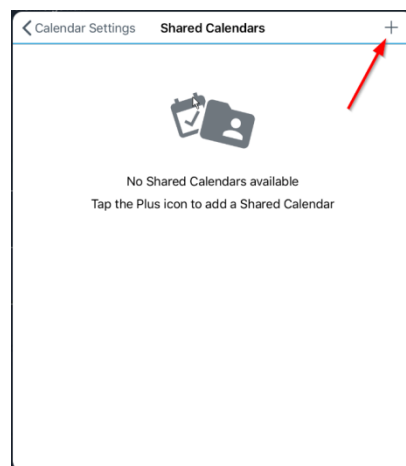 Calendar Settings Shared Calendars +
No Shared Calendars available
Tap the Plus icon to add a Shared Calendar